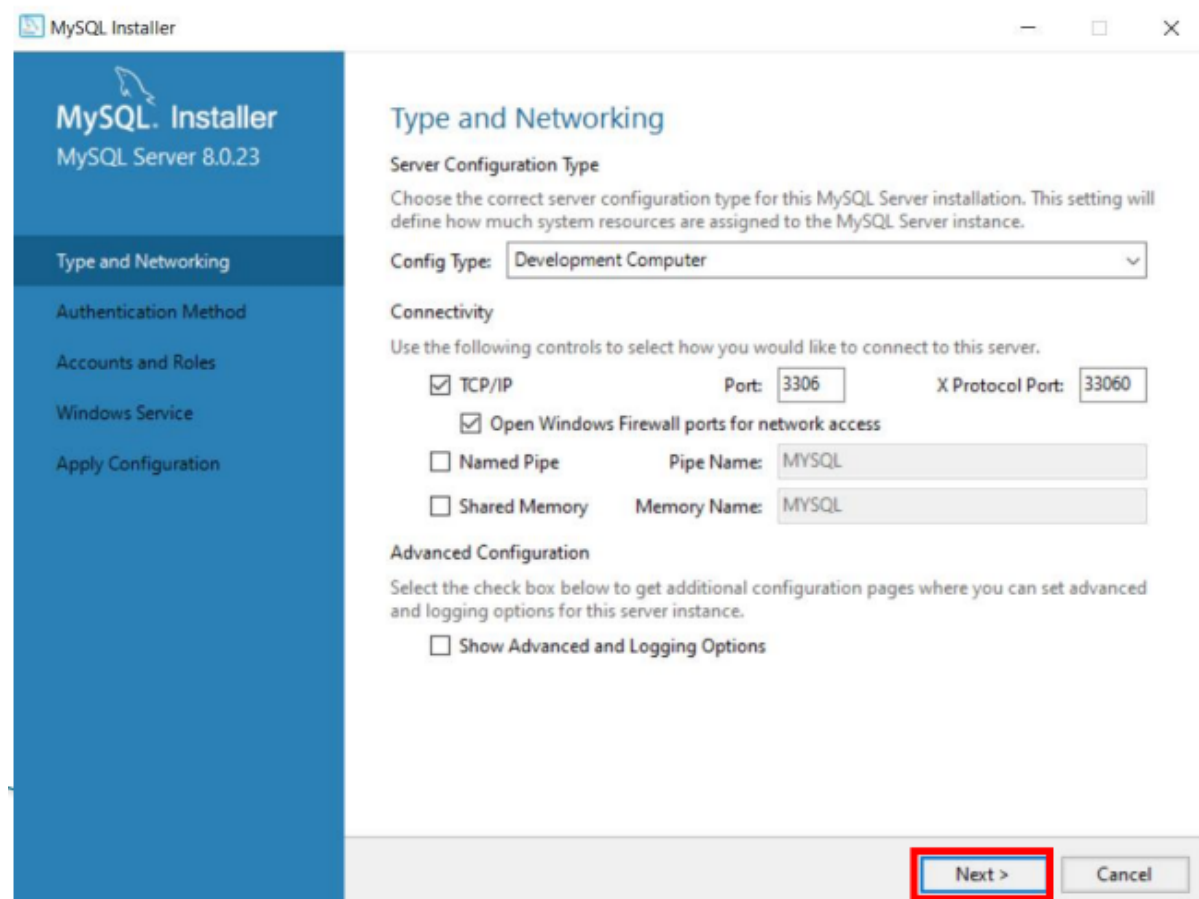 MySQL Installer
MySQL. Installer
MySQL Server 8.0.23
Type and Networking
Authentication Method
Accounts and Roles
Windows Service
Apply Configuration
Type and Networking
Server Configuration Type
Choose the correct server configuration type for this MySQL Server installation. This setting will
define how much system resources are assigned to the MySQL Server instance.
Config Type: Development Computer
Connectivity
Use the following controls to select how you would like to connect to this server.
TCP/IP Port: 3306 X Protocol Port: 33060
Open Windows Firewall ports for network access
Named Pipe Pipe Name: MYSQL
Shared Memory Memory Name: MYSQL
Advanced Configuration
Select the check box below to get additional configuration pages where you can set advanced
and logging options for this server instance.
Show Advanced and Logging Options
Next > Cancel